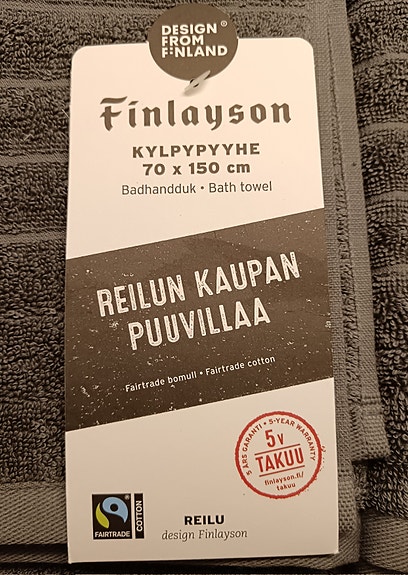 DESIGN
FROM
FINLAND
®
Finlayson
KYLPYPYYHE
70 x 150 cm
Badhandduk • Bath towel
REILUN KAUPAN
PUUVILLAA
Fairtrade bomull • Fairtrade cotton
5 ÅRS GARANTI • 5-YEAR WARRANTY
5v
TAKUU
finlayson.fi/
takuu
FAIRTRADE
COTTON
REILU
design Finlayson